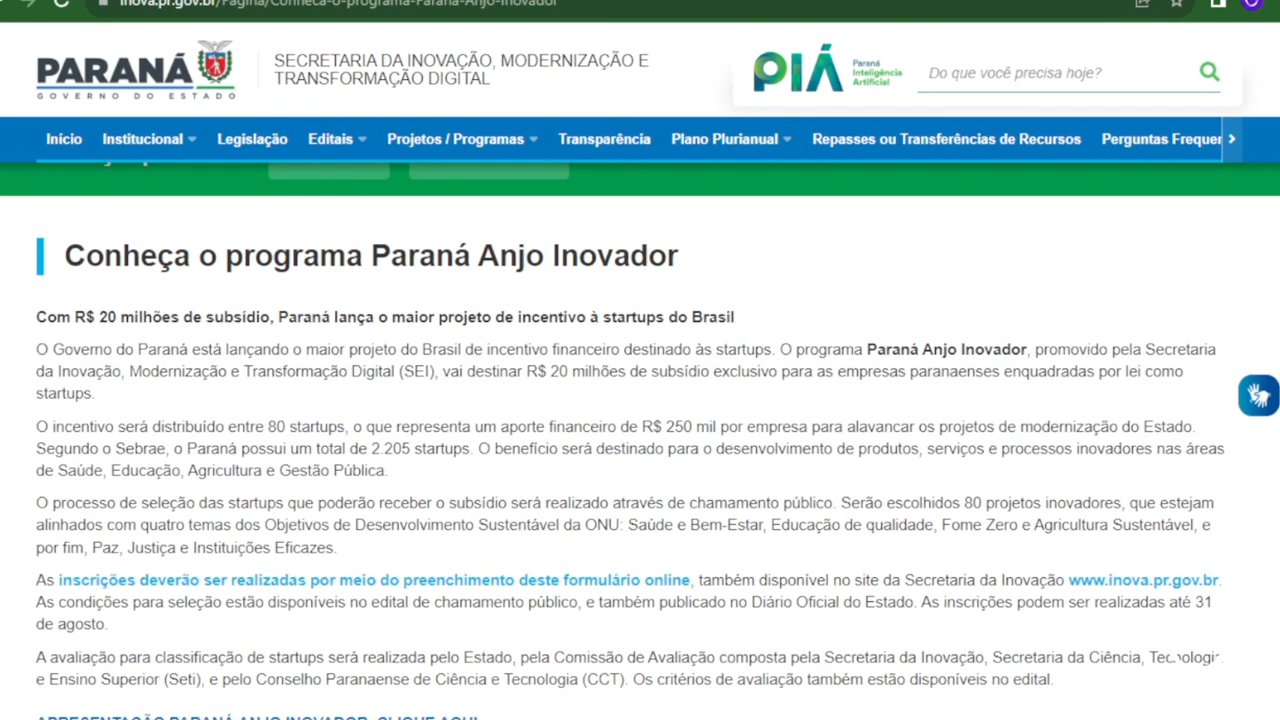 inova.pr.gov.br/Pagina/Conheca-o-programa-Parana-Anjo-Inovador
PARANÁ
GOVERNO DO ESTADO
SECRETARIA DA INOVAÇÃO, MODERNIZAÇÃO E
TRANSFORMAÇÃO DIGITAL
PIÁ
Paraná
Inteligência
Artificial
Do que você precisa hoje?
Início Institucional Legislação Editais Projetos / Programas Transparência Plano Plurianual Repasses ou Transferências de Recursos Perguntas Frequen
Conheça o programa Paraná Anjo Inovador
Com R$ 20 milhões de subsídio, Paraná lança o maior projeto de incentivo à startups do Brasil
O Governo do Paraná está lançando o maior projeto do Brasil de incentivo financeiro destinado às startups. O programa Paraná Anjo Inovador, promovido pela Secretaria
da Inovação, Modernização e Transformação Digital (SEI), vai destinar R$ 20 milhões de subsídio exclusivo para as empresas paranaenses enquadradas por lei como
startups.
O incentivo será distribuído entre 80 startups, o que representa um aporte financeiro de R$ 250 mil por empresa para alavancar os projetos de modernização do Estado.
Segundo o Sebrae, o Paraná possui um total de 2.205 startups. O benefício será destinado para o desenvolvimento de produtos, serviços e processos inovadores nas áreas
de Saúde, Educação, Agricultura e Gestão Pública.
O processo de seleção das startups que poderão receber o subsídio será realizado através de chamamento público. Serão escolhidos 80 projetos inovadores, que estejam
alinhados com quatro temas dos Objetivos de Desenvolvimento Sustentável da ONU: Saúde e Bem-Estar, Educação de qualidade, Fome Zero e Agricultura Sustentável, e
por fim, Paz, Justiça e Instituições Eficazes.
As inscrições deverão ser realizadas por meio do preenchimento deste formulário online, também disponível no site da Secretaria da Inovação www.inova.pr.gov.br.
As condições para seleção estão disponíveis no edital de chamamento público, e também publicado no Diário Oficial do Estado. As inscrições podem ser realizadas até 31
de agosto.
A avaliação para classificação de startups será realizada pelo Estado, pela Comissão de Avaliação composta pela Secretaria da Inovação, Secretaria da Ciência, Tecnologia
e Ensino Superior (Seti), e pelo Conselho Paranaense de Ciência e Tecnologia (CCT). Os critérios de avaliação também estão disponíveis no edital.
APRESENTAÇÃO PARANÁ ANJO INOVADOR: CLIQUE AQUI